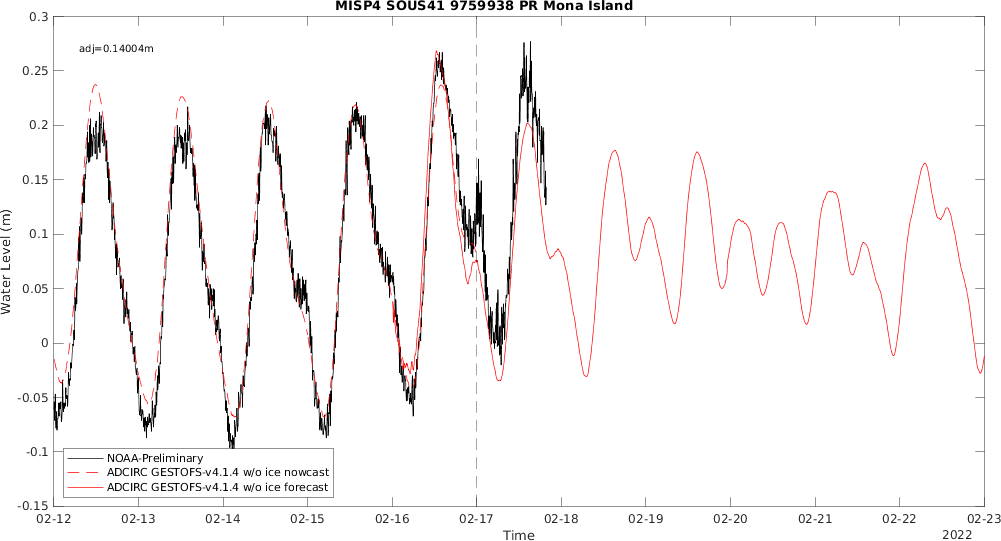 MISP4 SOUS41 9759938 PR Mona Island
adj=0.14004m
Water Level (m)
0.3
0.25
0.2
0.15
0.1
0.05
0
-0.05
-0.1
-0.15
NOAA-Preliminary
ADCIRC GESTOFS-v4.1.4 w/o ice nowcast
ADCIRC GESTOFS-v4.1.4 w/o ice forecast
02-12 02-13 02-14 02-15 02-16 02-17 02-18 02-19 02-20 02-21 02-22 02-23
Time
2022